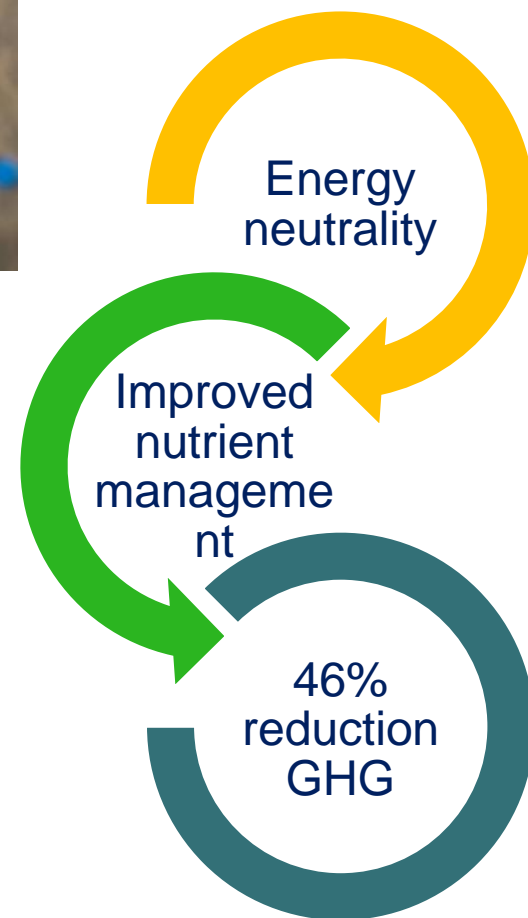 Energy
neutrality
Improved
nutrient
manageme
nt
46%
reduction
GHG